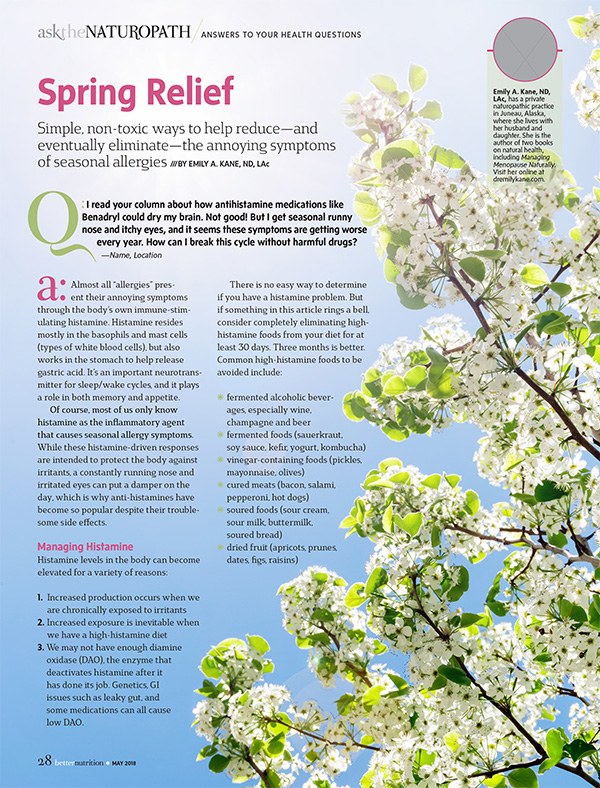 asktheNATUROPATH / ANSWERS TO YOUR HEALTH QUESTIONS
Spring Relief
Simple, non-toxic ways to help reduce—and
eventually eliminate—the annoying symptoms
of seasonal allergies ///BY EMILY A. KANE, ND, LAc
Emily A. Kane, ND,
LAc, has a private
naturopathic practice
in Juneau, Alaska,
where she lives with
her husband and
daughter. She is the
author of two books
on natural health,
including Managing
Menopause Naturally.
Visit her online at
dremilykane.com.
Q: I read your column about how antihistamine medications like
Benadryl could dry my brain. Not good! But I get seasonal runny
nose and itchy eyes, and it seems these symptoms are getting worse
every year. How can I break this cycle without harmful drugs?
—Name, Location
a: Almost all “allergies” pres-
ent their annoying symptoms
through the body’s own immune-stim-
ulating histamine. Histamine resides
mostly in the basophils and mast cells
(types of white blood cells), but also
works in the stomach to help release
gastric acid. It’s an important neurotrans-
mitter for sleep/wake cycles, and it plays
a role in both memory and appetite.
Of course, most of us only know
histamine as the inflammatory agent
that causes seasonal allergy symptoms.
While these histamine-driven responses
are intended to protect the body against
irritants, a constantly running nose and
irritated eyes can put a damper on the
day, which is why anti-histamines have
become so popular despite their trouble-
some side effects.
Managing Histamine
Histamine levels in the body can become
elevated for a variety of reasons:
1. Increased production occurs when we
are chronically exposed to irritants
2. Increased exposure is inevitable when
we have a high-histamine diet
3. We may not have enough diamine
oxidase (DAO), the enzyme that
deactivates histamine after it
has done its job. Genetics, GI
issues such as leaky gut, and
some medications can all cause
low DAO.
There is no easy way to determine
if you have a histamine problem. But
if something in this article rings a bell,
consider completely eliminating high-
histamine foods from your diet for at
least 30 days. Three months is better.
Common high-histamine foods to be
avoided include:
fermented alcoholic bever-
ages, especially wine,
champagne and beer
fermented foods (sauerkraut,
soy sauce, kefir, yogurt, kombucha)
vinegar-containing foods (pickles,
mayonnaise, olives)
cured meats (bacon, salami,
pepperoni, hot dogs)
soured foods (sour cream,
sour milk, buttermilk,
soured bread)
dried fruit (apricots, prunes,
dates, figs, raisins)
28 betternutrition • MAY 2018